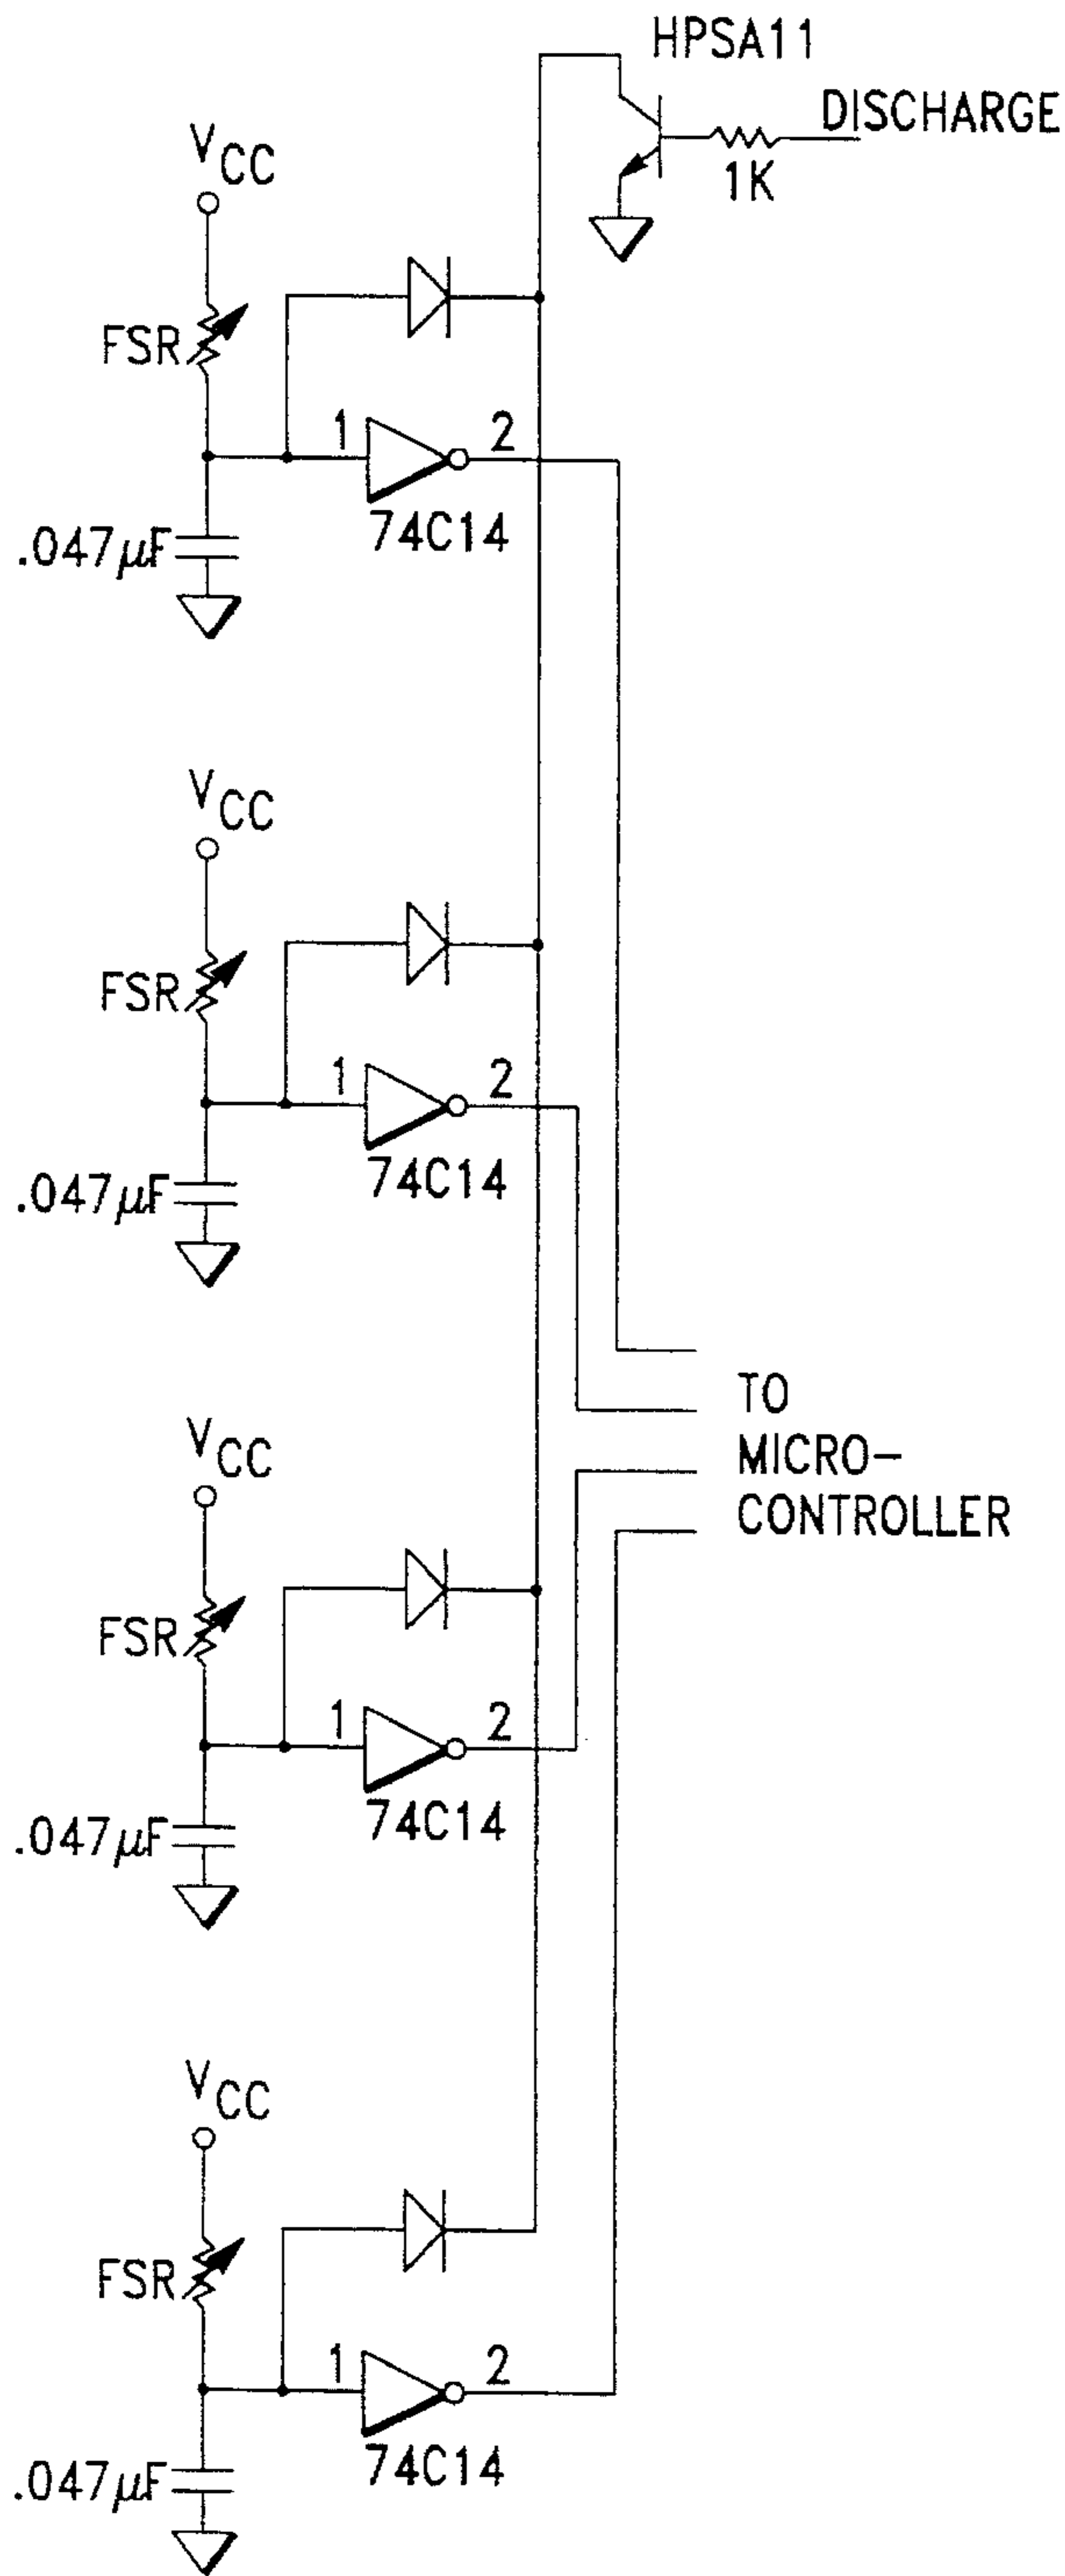 HPSA11
DISCHARGE
1K
VCC
FSR
1
2
74C14
.047µF
VCC
FSR
1
2
74C14
.047µF
TO
MICRO-
CONTROLLER
VCC
FSR
1
2
74C14
.047µF
VCC
FSR
1
2
74C14
.047µF